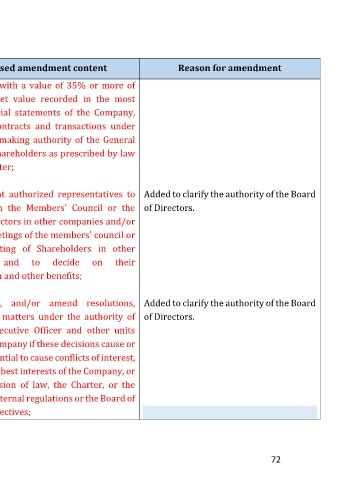 sed amendment content Reason for amendment
with a value of 35% or more of
et value recorded in the most
ial statements of the Company,
ontracts and transactions under
making authority of the General
hareholders as prescribed by law
ter;
t authorized representatives to Added to clarify the authority of the Board
n the Members' Council or the of Directors.
ctors in other companies and/or
etings of the members' council or
ting of Shareholders in other
and to decide on their
n and other benefits;
, and/or amend resolutions, Added to clarify the authority of the Board
matters under the authority of of Directors.
ecutive Officer and other units
mpany if these decisions cause or
ntial to cause conflicts of interest,
best interests of the Company, or
sion of law, the Charter, or the
ternal regulations or the Board of
ectives;
72